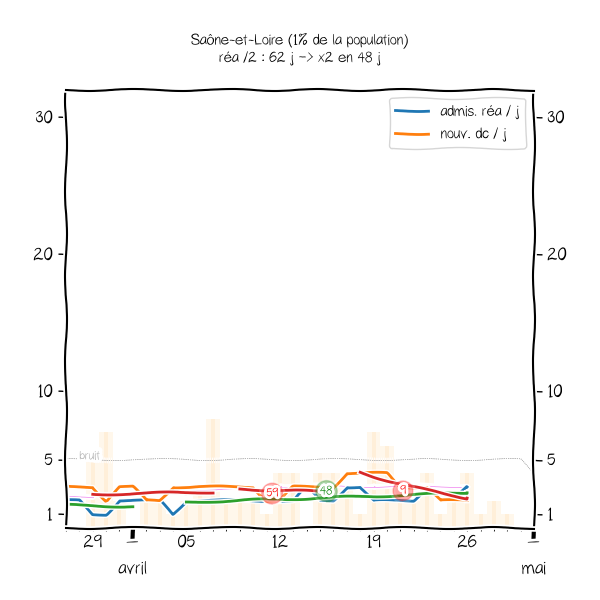 Saône-et-Loire (1% de la population)
réa /2 : 62 j -> x2 en 48 j
admis. réa / j
nouv. dc / j
30
30
20
20
10
10
bruit
5
5
59
48
9
1
1
29
05
12
19
26
avril
mai